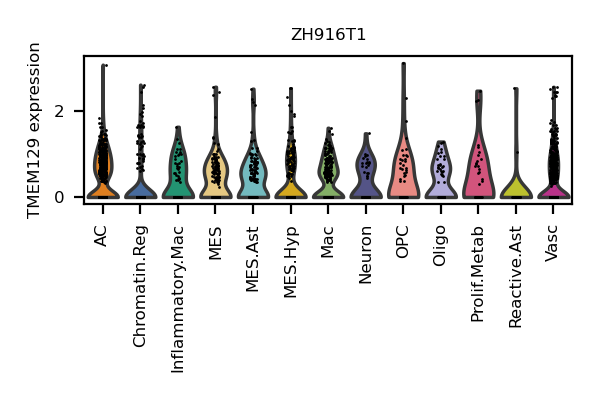 ZH916T1
TMEM129 expression
2
0
AC
Chromatin.Reg
Inflammatory.Mac
MES
MES.Ast
MES.Hyp
Mac
Neuron
OPC
Oligo
Prolif.Metab
Reactive.Ast
Vasc